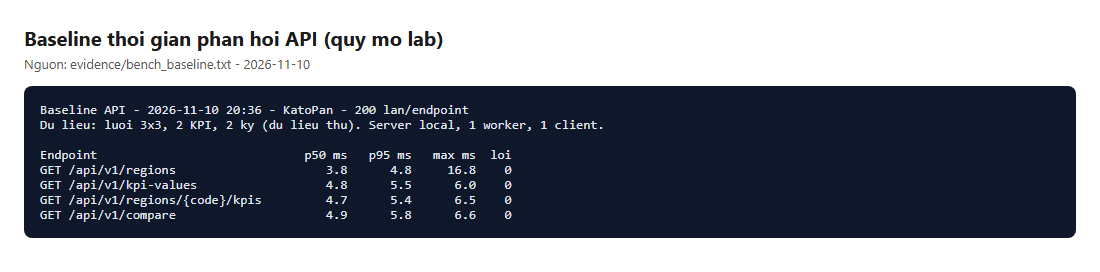 Baseline thoi gian phan hoi API (quy mo lab)
Nguon: evidence/bench_baseline.txt - 2026-11-10
Baseline API - 2026-11-10 20:36 - KatoPan - 200 lan/endpoint
Du lieu: luoi 3x3, 2 KPI, 2 ky (du lieu thu). Server local, 1 worker, 1 client.
Endpoint p50 ms p95 ms max ms loi
GET /api/v1/regions 3.8 4.8 16.8 0
GET /api/v1/kpi-values 4.8 5.5 6.0 0
GET /api/v1/regions/{code}/kpis 4.7 5.4 6.5 0
GET /api/v1/compare 4.9 5.8 6.6 0